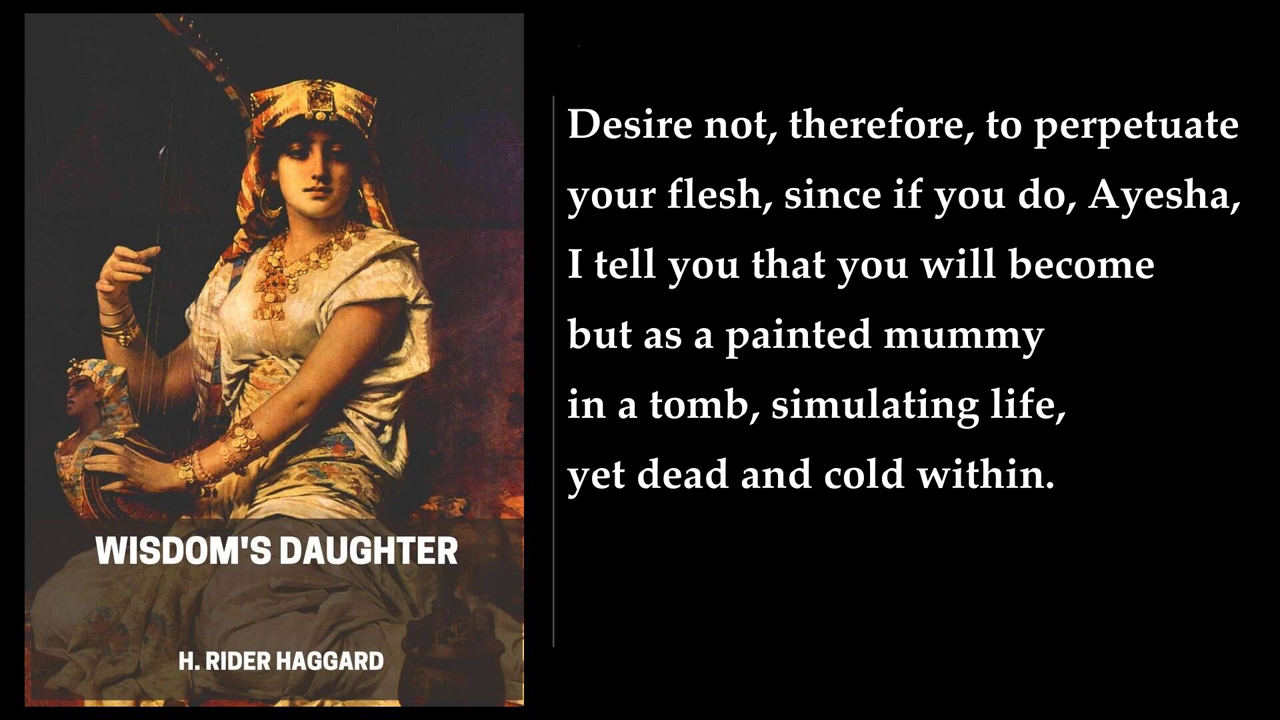 WISDOM'S DAUGHTER
H. RIDER HAGGARD
Desire not, therefore, to perpetuate
your flesh, since if you do, Ayesha,
I tell you that you will become
but as a painted mummy
in a tomb, simulating life,
yet dead and cold within.